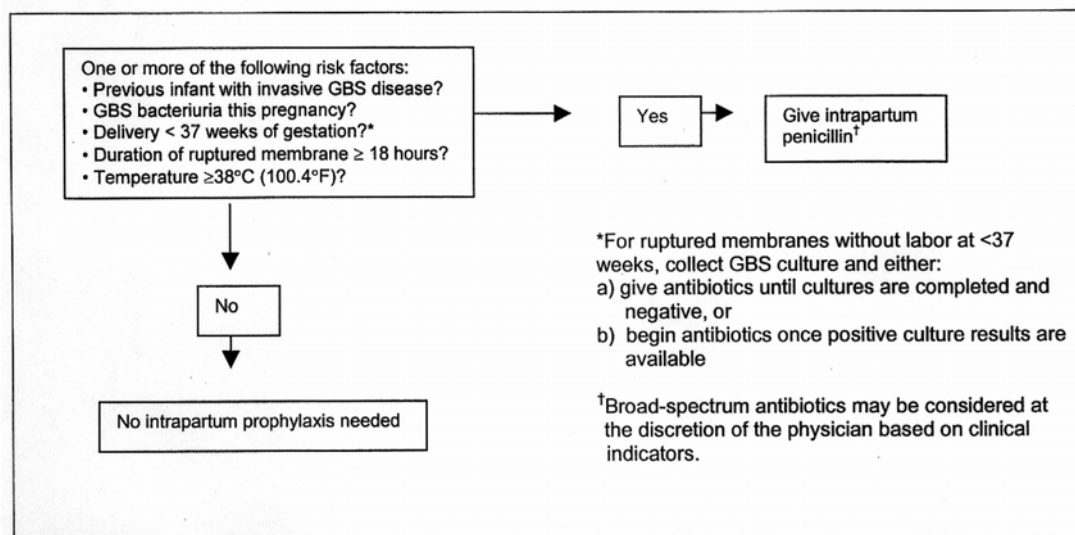 One or more of the following risk factors:
• Previous infant with invasive GBS disease?
• GBS bacteriuria this pregnancy?
• Delivery < 37 weeks of gestation?*
• Duration of ruptured membrane ≥ 18 hours?
• Temperature ≥38°C (100.4°F)?
Yes
Give intrapartum
penicillin†
No
No intrapartum prophylaxis needed
*For ruptured membranes without labor at <37
weeks, collect GBS culture and either:
a) give antibiotics until cultures are completed and
negative, or
b) begin antibiotics once positive culture results are
available
†Broad-spectrum antibiotics may be considered at
the discretion of the physician based on clinical
indicators.